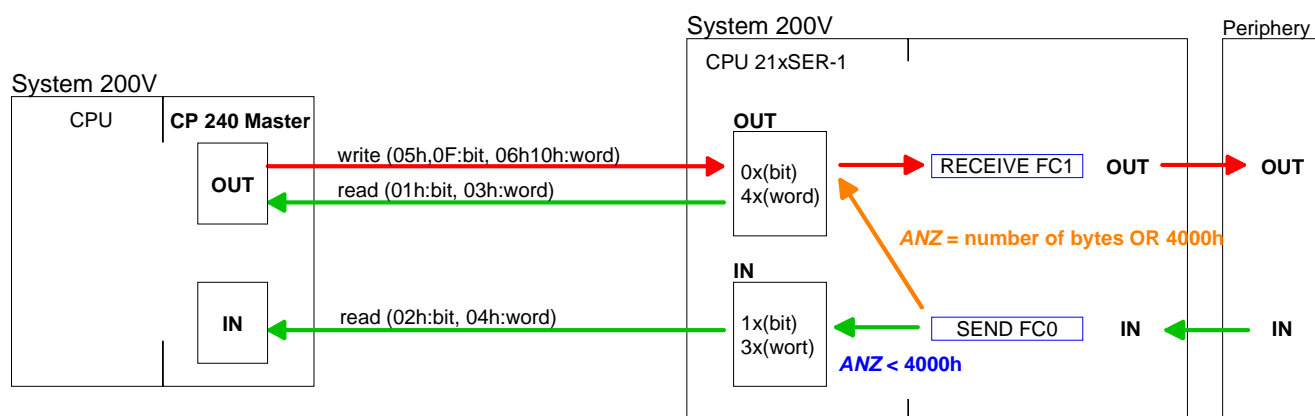 System 200V
Periphery
CPU 21xSER-1
System 200V
CPU
CP 240 Master
OUT
write (05h,0F:bit, 06h10h:word)
OUT
0x(bit)
4x(word)
RECEIVE FC1
OUT
OUT
read (01h:bit, 03h:word)
ANZ = number of bytes OR 4000h
IN
IN
read (02h:bit, 04h:word)
1x(bit)
3x(wort)
SEND FC0
IN
IN
ANZ < 4000h